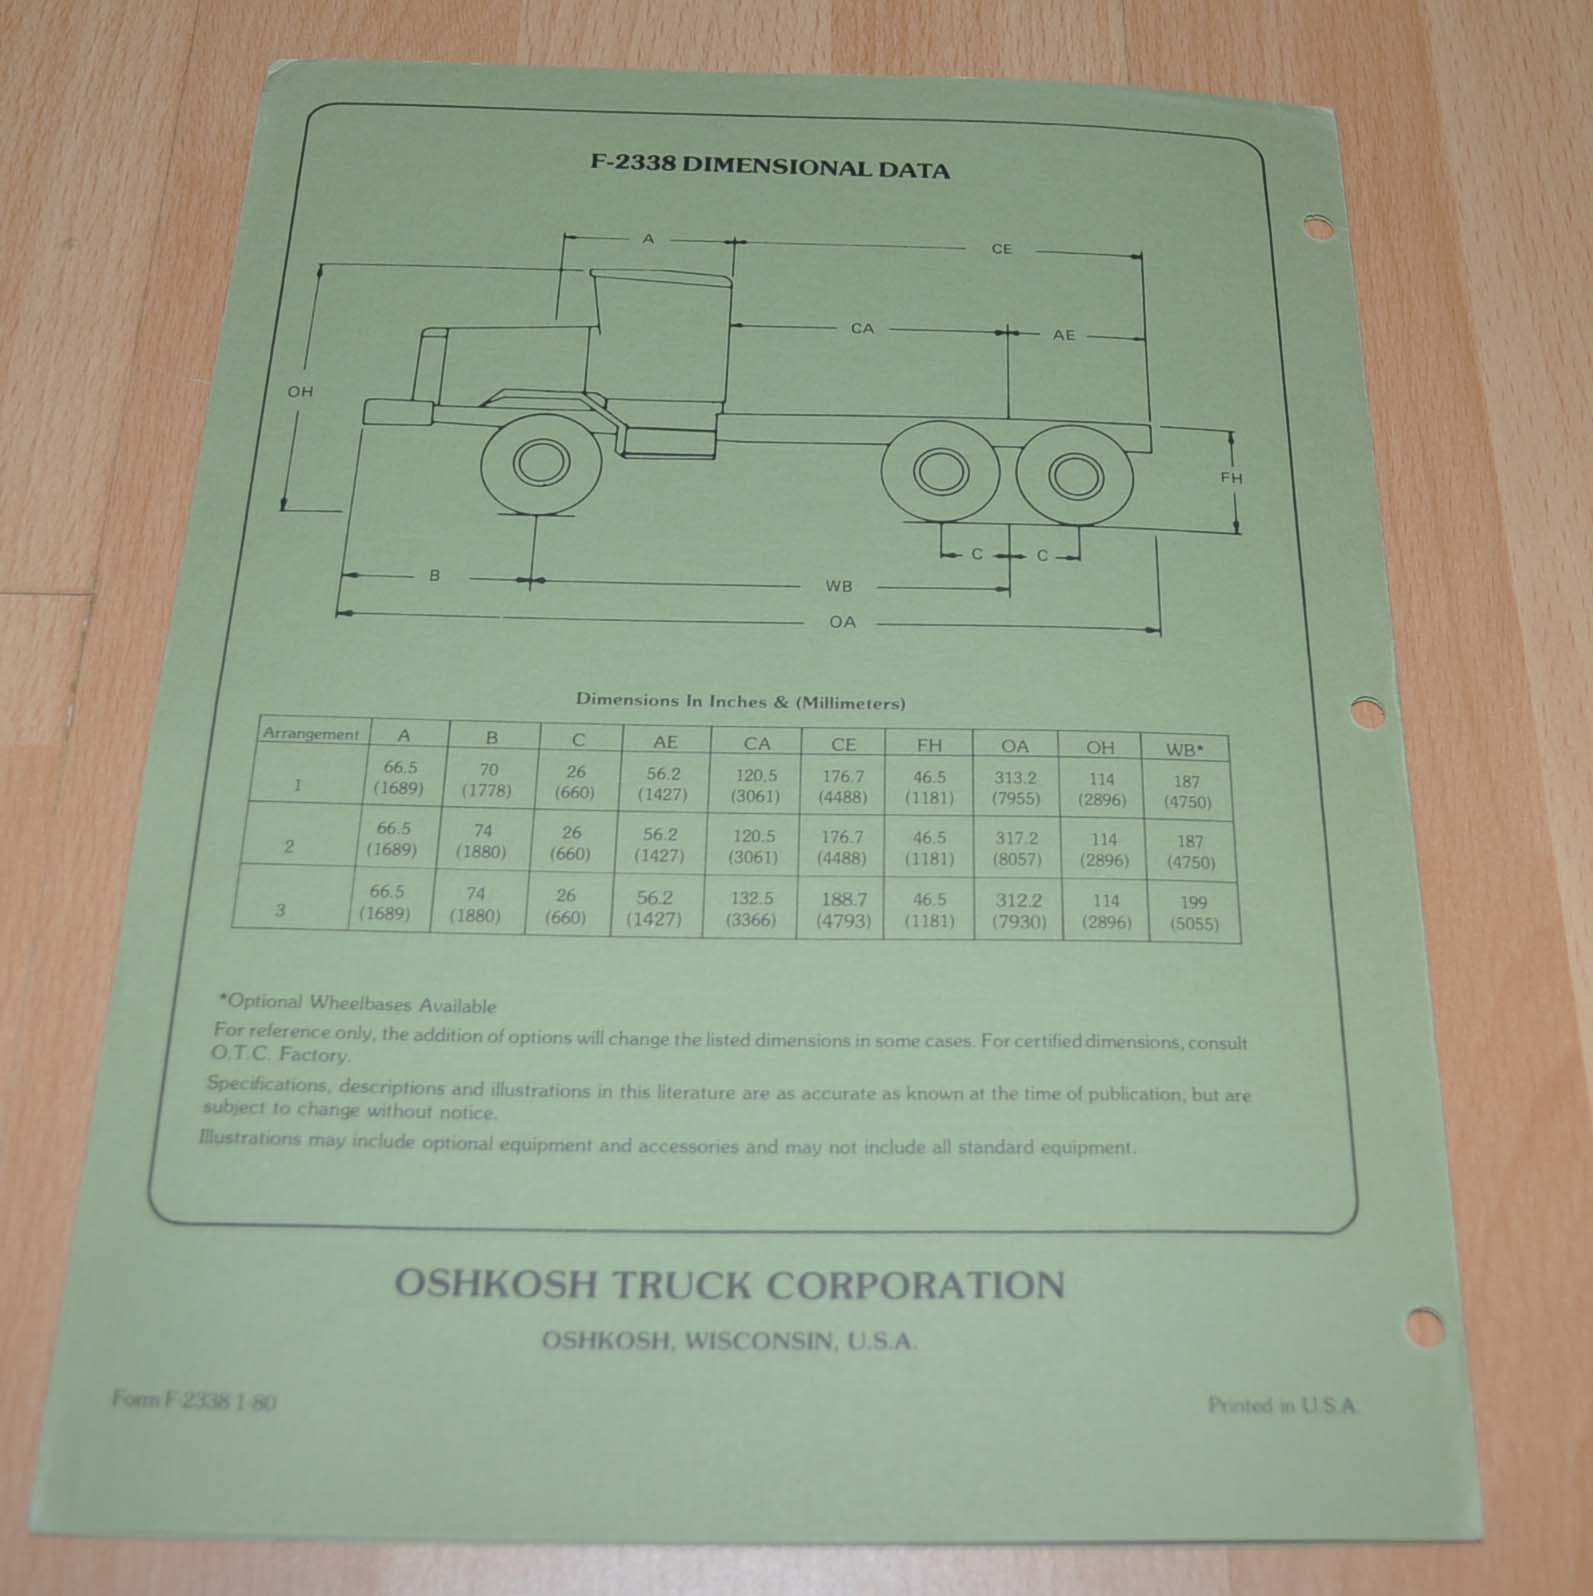 F-2338 DIMENSIONAL DATA
A
CE
CA
AE
OH
FH
C
C
B
WB
OA
Dimensions In Inches & (Millimeters)
Arrangement A B C AE CA CE FH OA OH WB*
1 66.5 70 26 56.2 120.5 176.7 46.5 313.2 114 187
(1689) (1778) (660) (1427) (3061) (4488) (1181) (7955) (2896) (4750)
2 66.5 74 26 56.2 120.5 176.7 46.5 317.2 114 187
(1689) (1880) (660) (1427) (3061) (4488) (1181) (8057) (2896) (4750)
3 66.5 74 26 56.2 132.5 188.7 46.5 312.2 114 199
(1689) (1880) (660) (1427) (3366) (4793) (1181) (7930) (2896) (5055)
*Optional Wheelbases Available
For reference only, the addition of options will change the listed dimensions in some cases. For certified dimensions, consult
O.T.C. Factory.
Specifications, descriptions and illustrations in this literature are as accurate as known at the time of publication, but are
subject to change without notice.
Illustrations may include optional equipment and accessories and may not include all standard equipment.
OSHKOSH TRUCK CORPORATION
OSHKOSH, WISCONSIN, U.S.A.
Form F-2338 1-80
Printed in U.S.A.